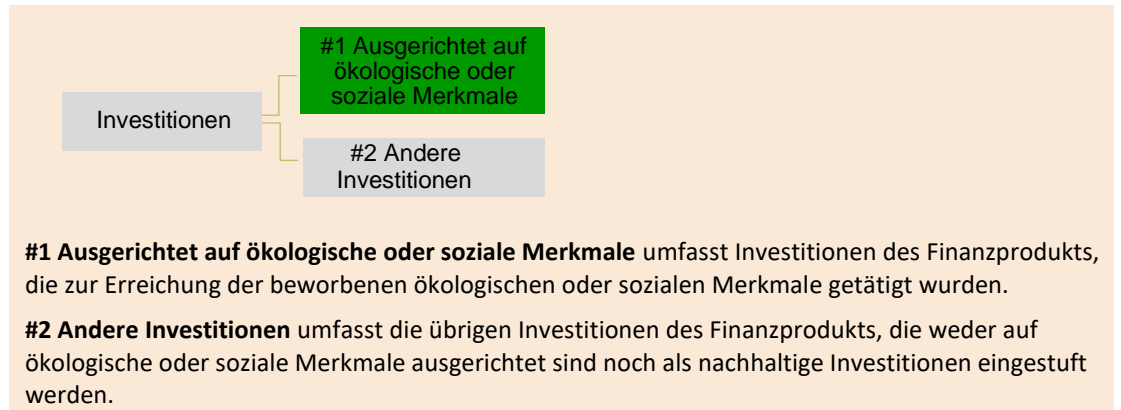 #1 Ausgerichtet auf
ökologische oder
soziale Merkmale
Investitionen
#2 Andere
Investitionen
#1 Ausgerichtet auf ökologische oder soziale Merkmale umfasst Investitionen des Finanzprodukts,
die zur Erreichung der beworbenen ökologischen oder sozialen Merkmale getätigt wurden.
#2 Andere Investitionen umfasst die übrigen Investitionen des Finanzprodukts, die weder auf
ökologische oder soziale Merkmale ausgerichtet sind noch als nachhaltige Investitionen eingestuft
werden.